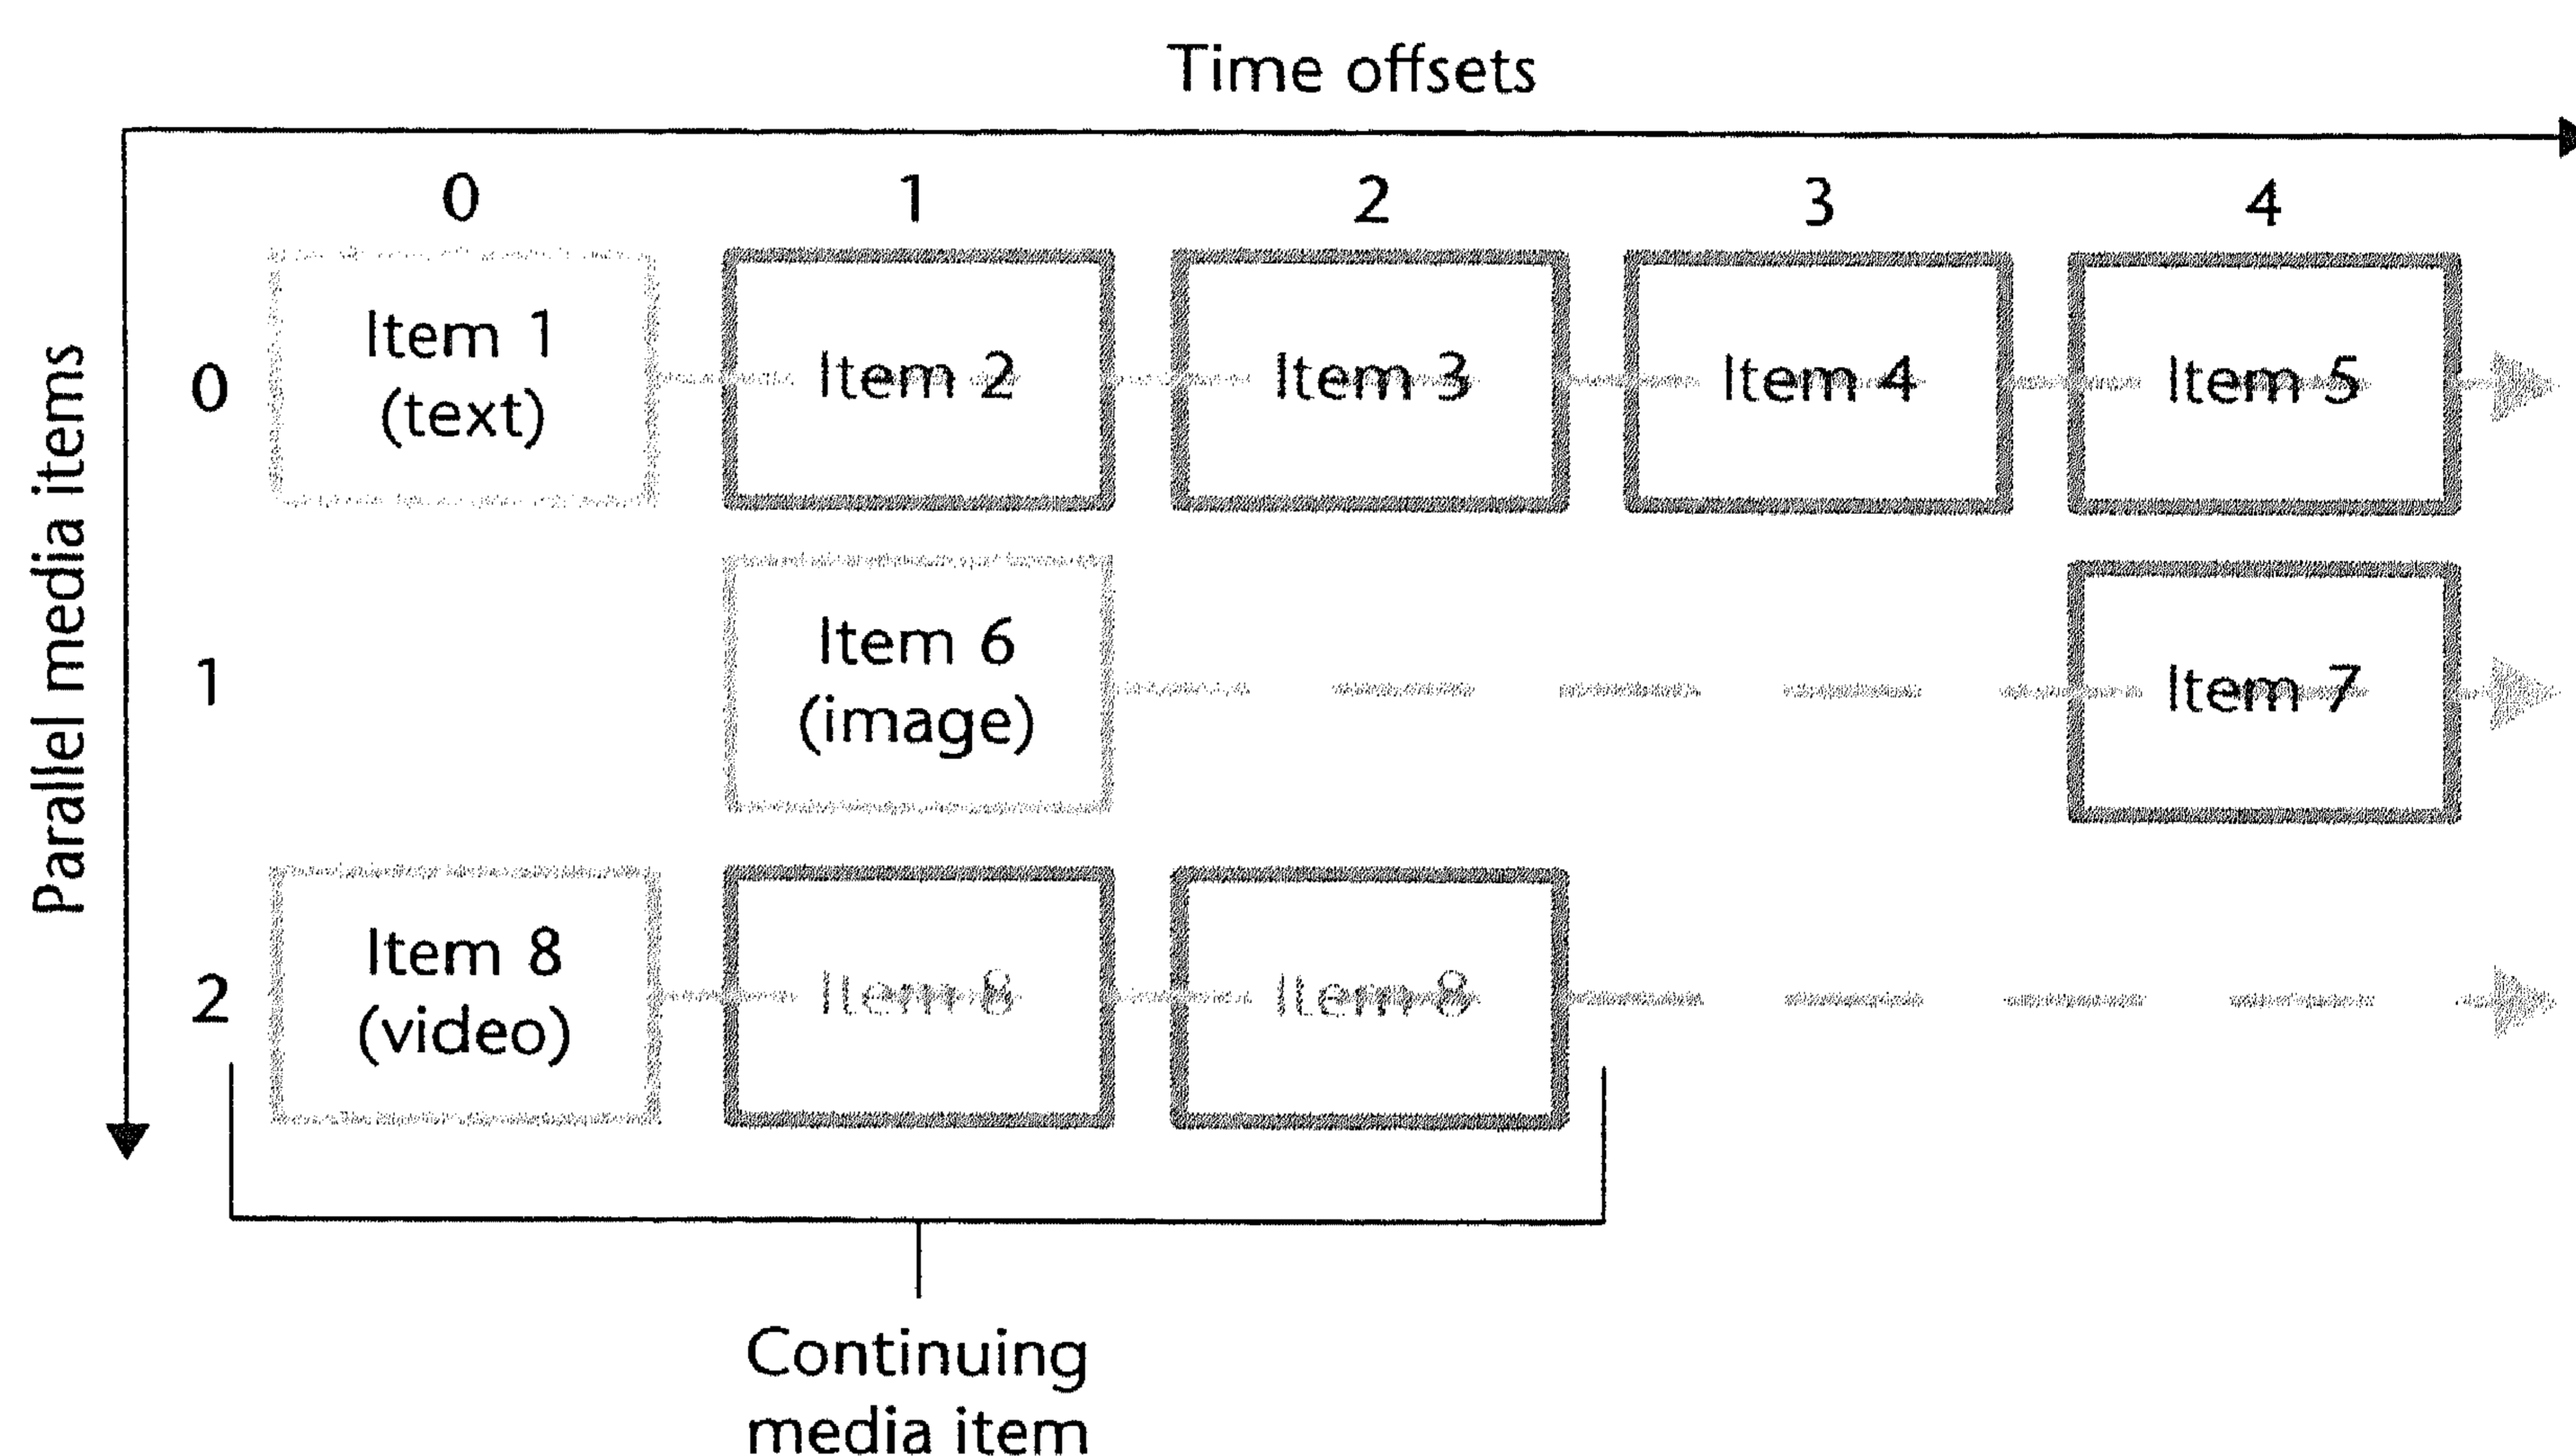 Time offsets
0 1 2 3 4
Parallel media items
0
Item 1
(text)
Item 2
Item 3
Item 4
Item 5
1
Item 6
(image)
Item 7
2
Item 8
(video)
Item 8
Item 8
Continuing
media item